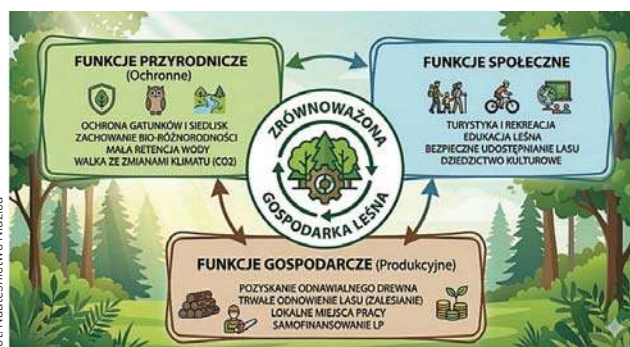 FUNKCJE PRZYRODNICZE
(Ochronne)
OCHRONA GATUNKÓW I SIEDLISK
ZACHOWANIE BIO-RÓŻNORODNOŚCI
MAŁA RETENCJA WODY
WALKA ZE ZMIANAMI KLIMATU (CO2)
FUNKCJE SPOŁECZNE
TURYSTYKA I REKREACJA
EDUKACJA LEŚNA
BEZPIECZNE UDOSTĘPNIANIE LASU
DZIEDZICTWO KULTUROWE
ZRÓWNOWAŻONA
GOSPODARKA LEŚNA
FUNKCJE GOSPODARCZE (Produkcyjne)
POZYSKANIE ODNAWIALNEGO DREWNA
TRWAŁE ODNOWIENIE LASU (ZALESIANIE)
LOKALNE MIEJSCA PRACY
SAMOFINANSOWANIE LP